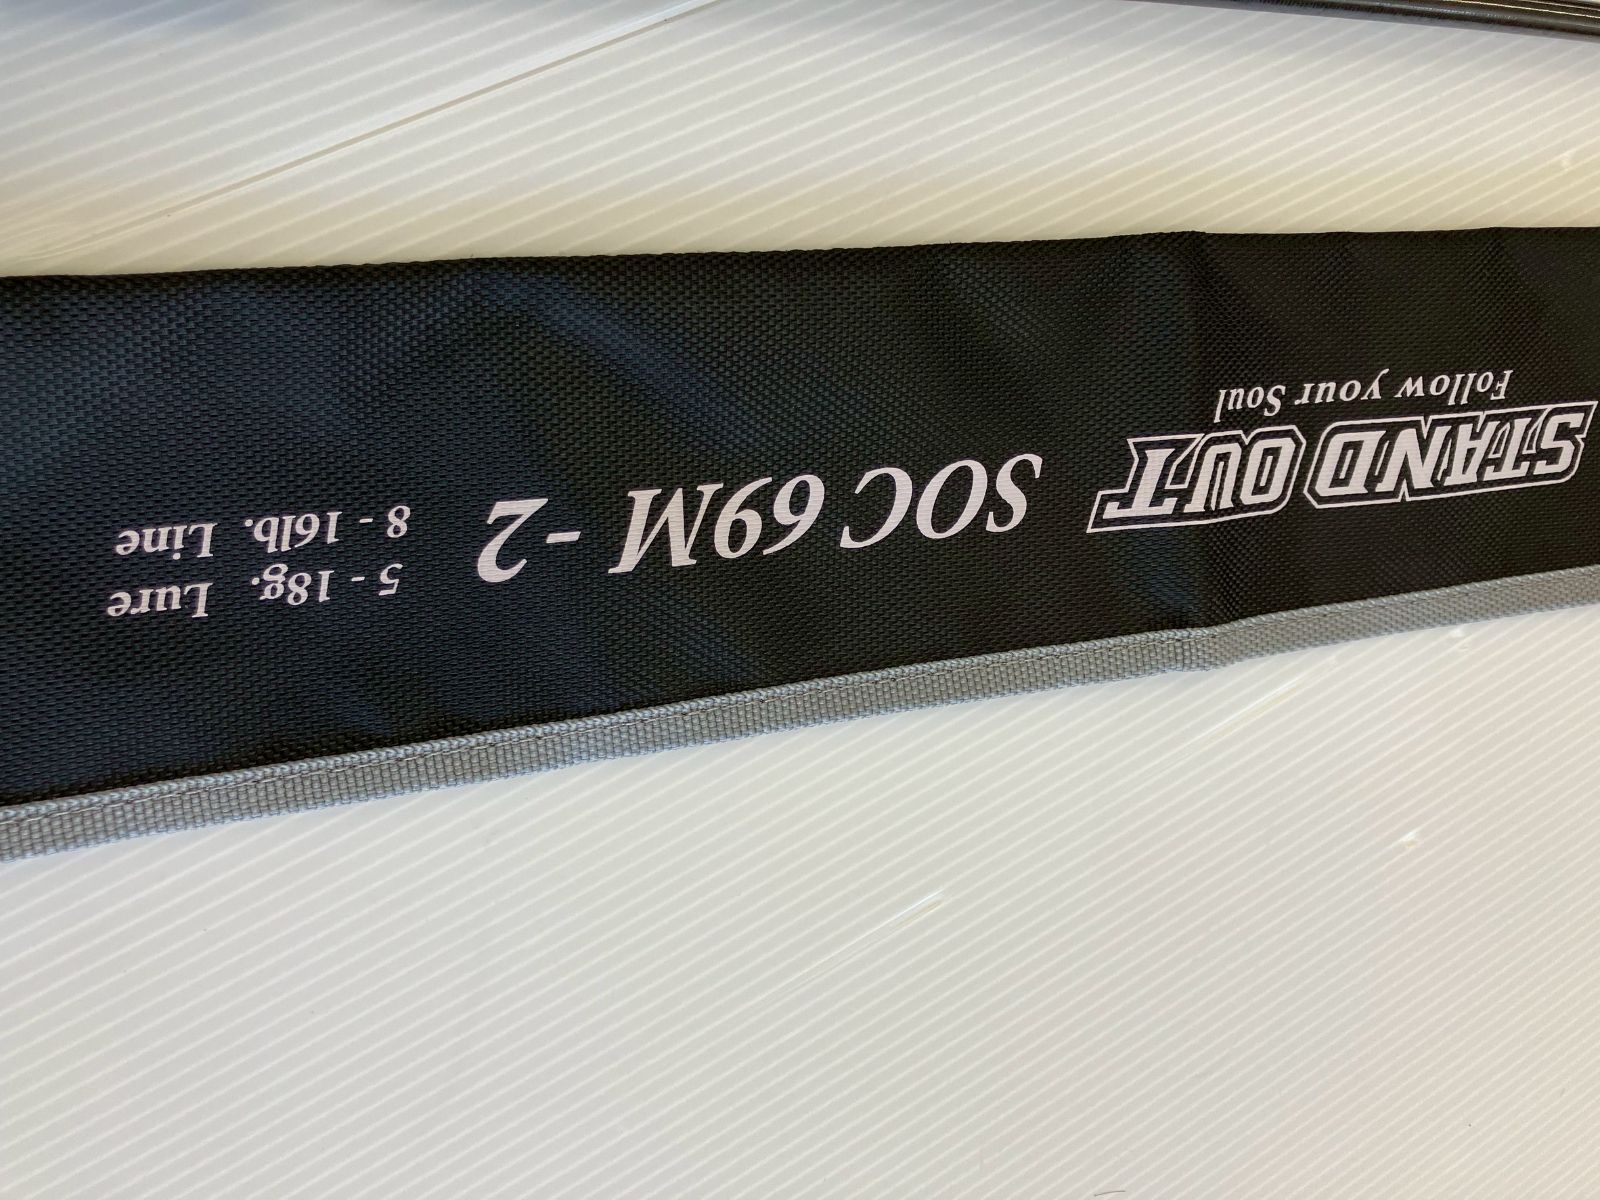 STAND OUT
Follow your Soul
SOC 69M - 2
5 - 18g. Lure
8 - 16lb. Line